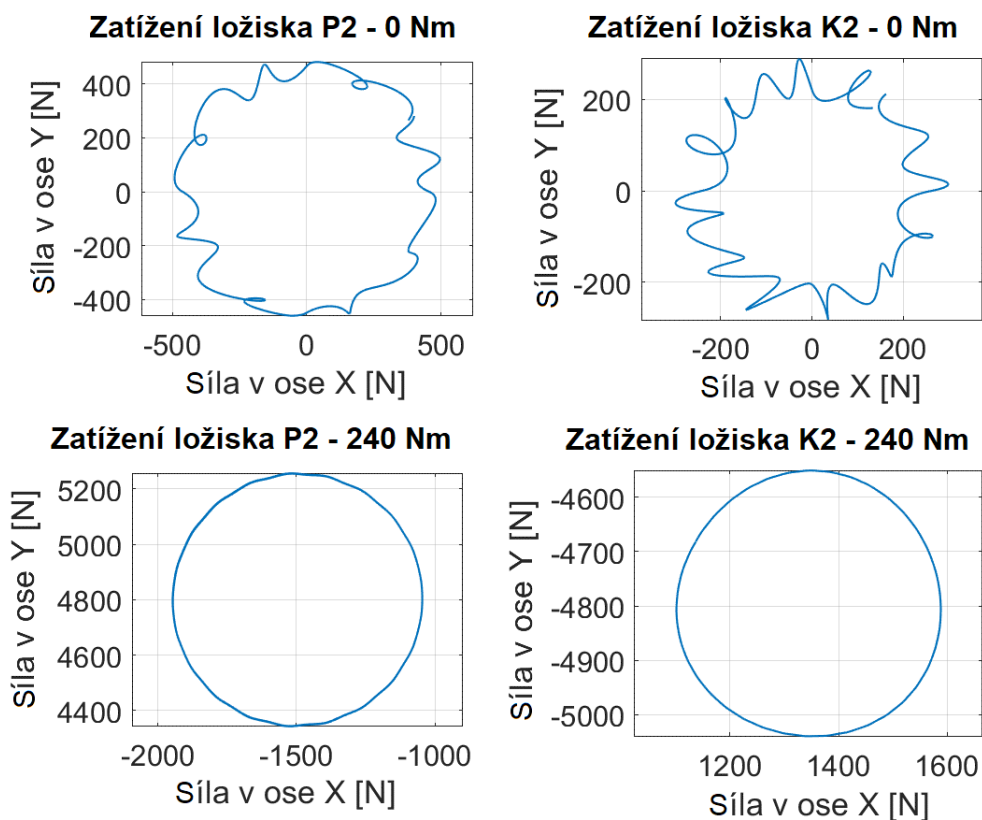 Zatížení ložiska P2 - 0 Nm
Síla v ose Y [N]
400
200
0
-200
-400
-500
0
500
Síla v ose X [N]
Zatížení ložiska K2 - 0 Nm
Síla v ose Y [N]
200
0
-200
-200
0
200
Síla v ose X [N]
Zatížení ložiska P2 - 240 Nm
Síla v ose Y [N]
5200
5000
4800
4600
4400
-2000
-1500
-1000
Síla v ose X [N]
Zatížení ložiska K2 - 240 Nm
Síla v ose Y [N]
-4600
-4700
-4800
-4900
-5000
1200
1400
1600
Síla v ose X [N]